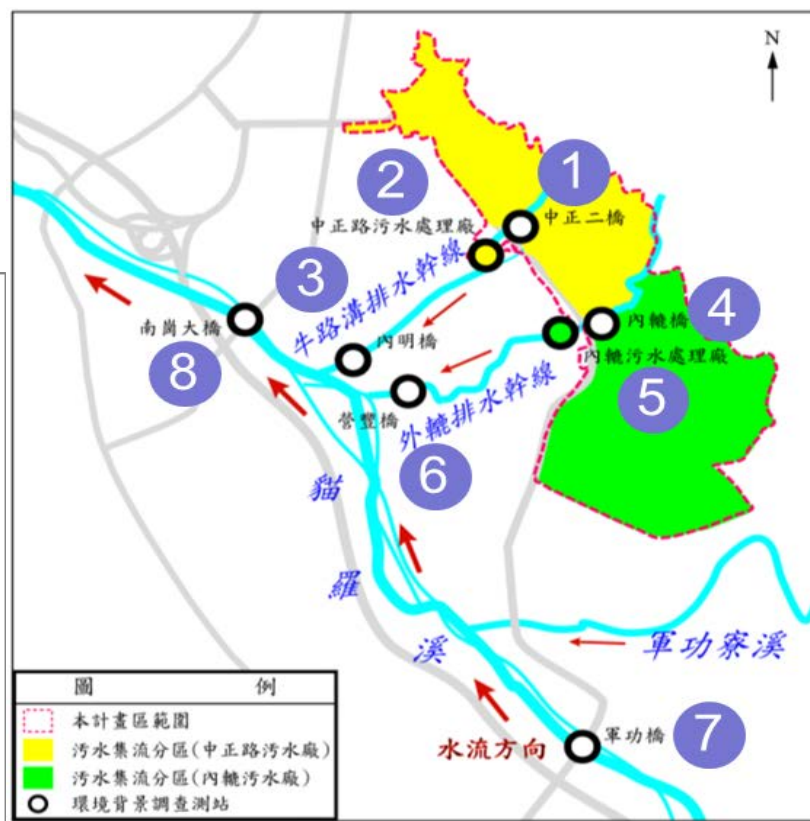 N
1
2
中正二橋
中正路污水處理廠
3
牛路溝排水幹線
南崗大橋
內明橋
內轆橋
4
內轆污水處理廠
8
5
營豐橋
外轆排水幹線
6
貓羅溪
軍功寮溪
水流方向
軍功橋
7
圖例
本計畫區範圍
污水集流分區(中正路污水廠)
污水集流分區(內轆污水廠)
環境背景調查測站